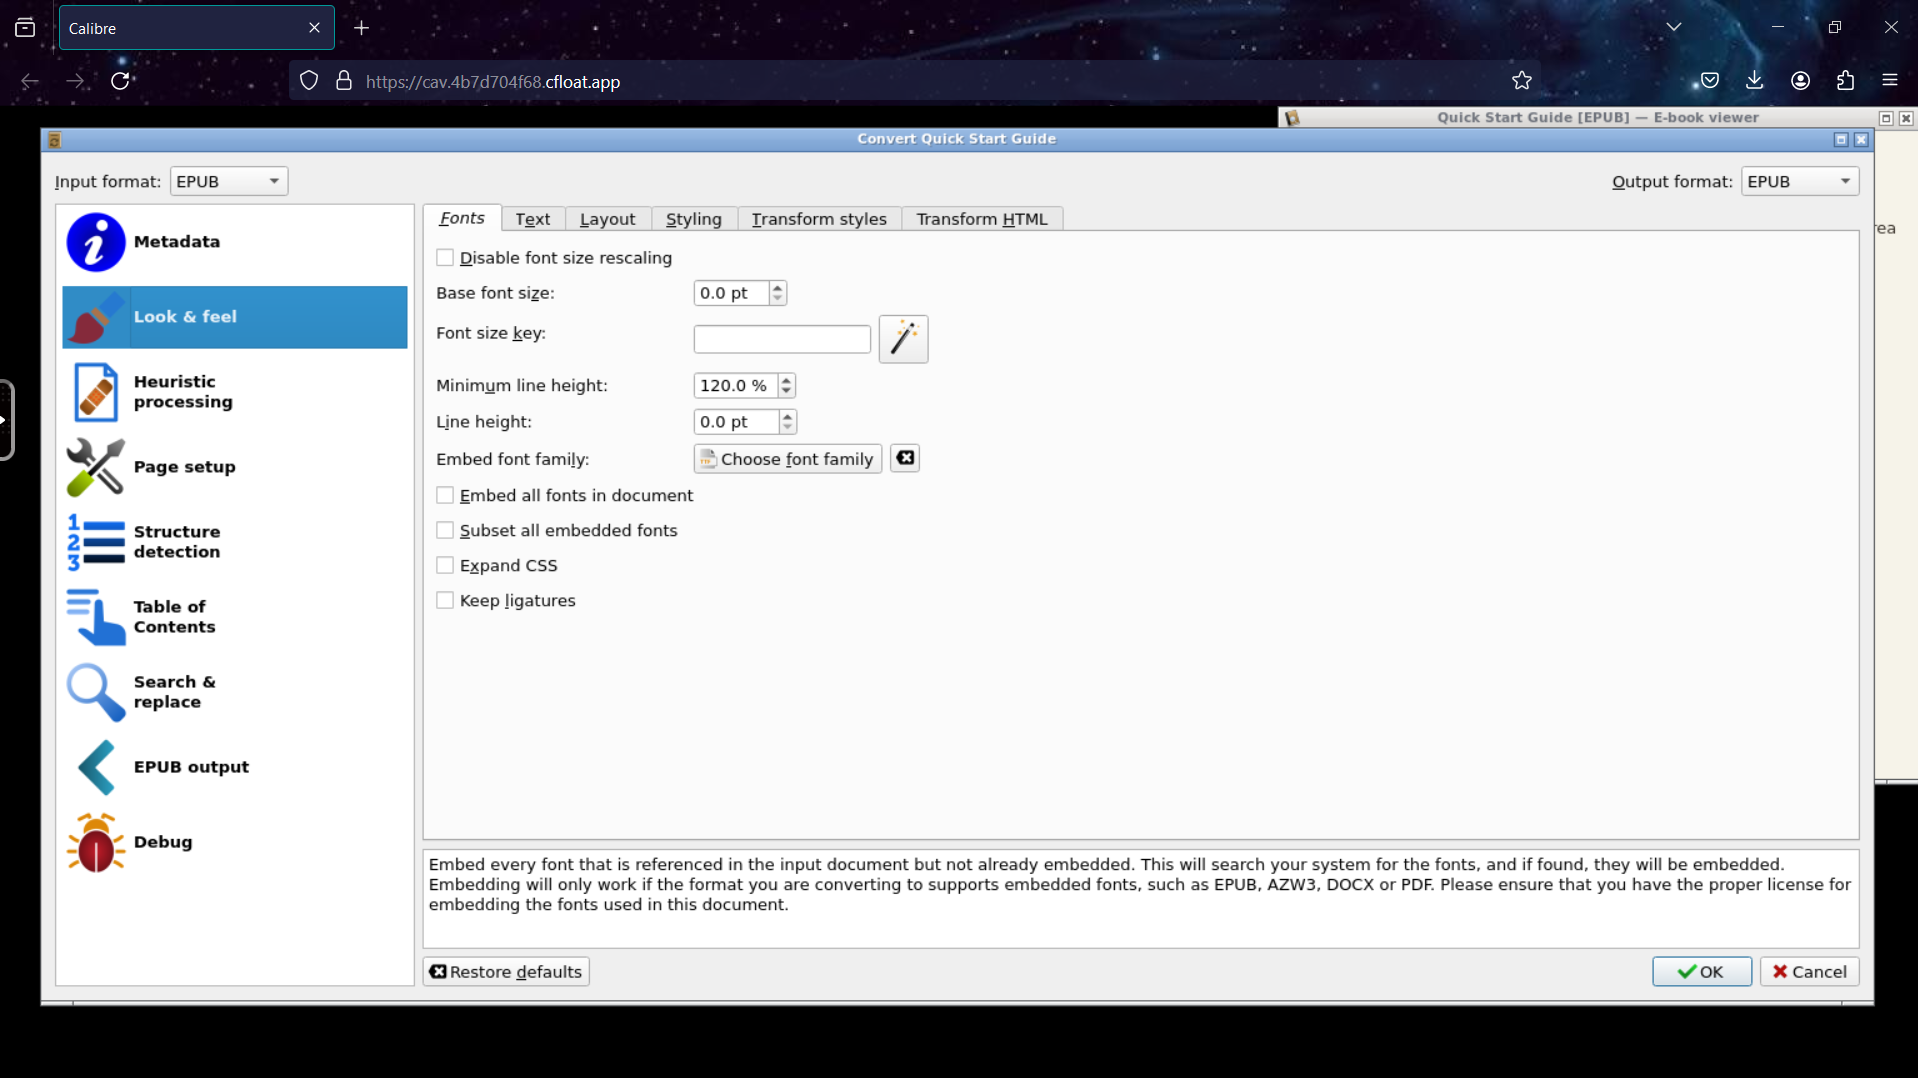 Calibre
https://cav.4b7d704f68.cfloat.app
Quick Start Guide [EPUB] — E-book viewer
Convert Quick Start Guide
Input format: EPUB
Output format: EPUB
Metadata
Look & feel
Heuristic
processing
Page setup
Structure
detection
1
2
3
Table of
Contents
Search &
replace
EPUB output
Debug
Fonts Text Layout Styling Transform styles Transform HTML
Disable font size rescaling
Base font size: 0.0 pt
Font size key:
Minimum line height: 120.0 %
Line height: 0.0 pt
Embed font family: Choose font family
Embed all fonts in document
Subset all embedded fonts
Expand CSS
Keep ligatures
Embed every font that is referenced in the input document but not already embedded. This will search your system for the fonts, and if found, they will be embedded.
Embedding will only work if the format you are converting to supports embedded fonts, such as EPUB, AZW3, DOCX or PDF. Please ensure that you have the proper license for
embedding the fonts used in this document.
Restore defaults
OK Cancel